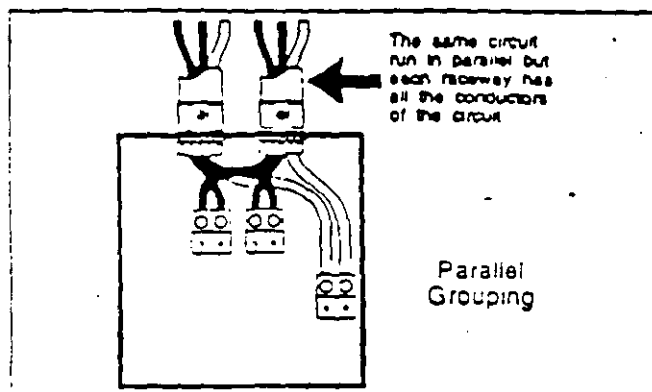 The same circuit
run in parallel but
each raceway has
all the conductors
of the circuit
Parallel
Grouping